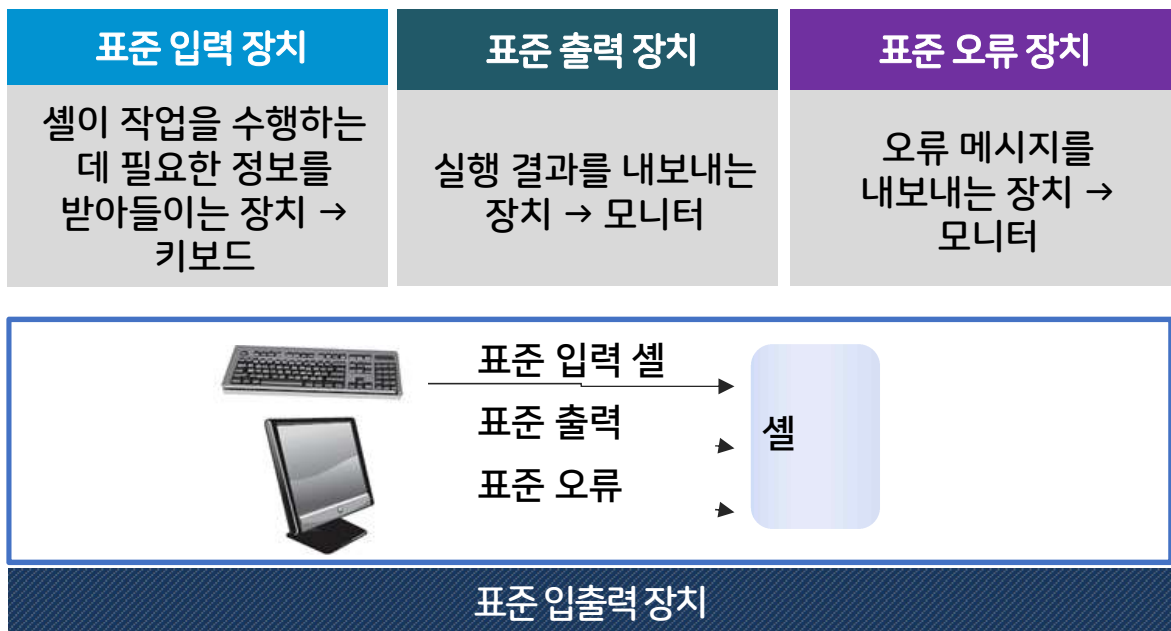 표준 입력 장치
셸이 작업을 수행하는
데 필요한 정보를
받아들이는 장치 →
키보드
표준 출력 장치
실행 결과를 내보내는
장치 → 모니터
표준 오류 장치
오류 메시지를
내보내는 장치 →
모니터
표준 입력 셸
표준 출력
표준 오류
셸
표준 입출력 장치